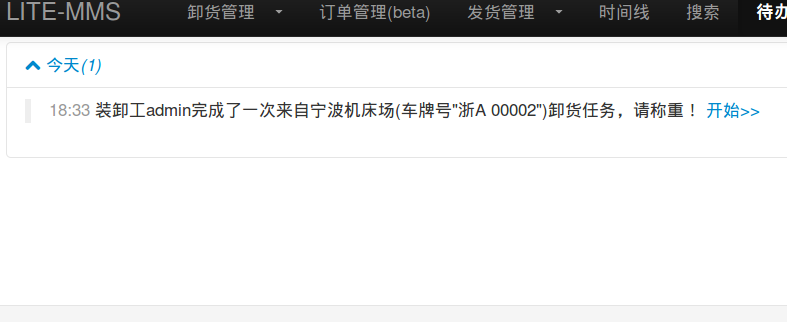 LITE-MMS 卸货管理 订单管理(beta) 发货管理 时间线 搜索 待办
今天(1)
18:33 装卸工admin完成了一次来自宁波机床场(车牌号"浙A 00002")卸货任务，请称重！ 开始>>